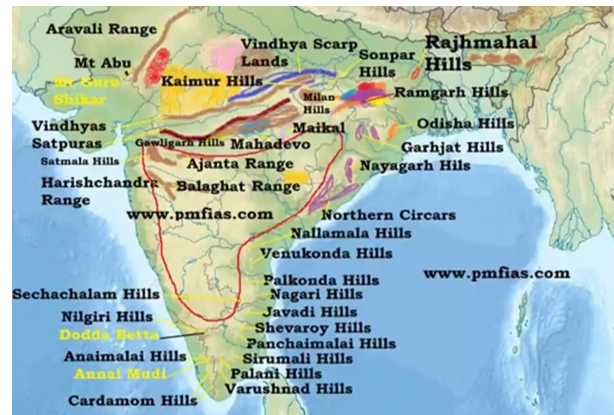 Aravali Range
Mt Abu
Mt Guru
Shikar
Kaimur Hills
Vindhya Scarp
Lands
Sonpar
Hills
Rajhmahal
Hills
Ramgarh Hills
Milan
Hills
Vindhyas
Satpuras
Gawligarh Hills
Mahadevo
Maikal
Odisha Hills
Garhjat Hills
Satmala Hills
Ajanta Range
Nayagarh Hils
Harishchandra
Range
Balaghat Range
www.pmfias.com
Northern Circars
Nallamala Hills
Venukonda Hills
www.pmfias.com
Palkonda Hills
Sechachalam Hills
Nagari Hills
Nilgiri Hills
Javadi Hills
Dodda Betta
Shevaroy Hills
Panchaimalai Hills
Anaimalai Hills
Sirumali Hills
Annai Mudi
Palani Hills
Varushnad Hills
Cardamom Hills